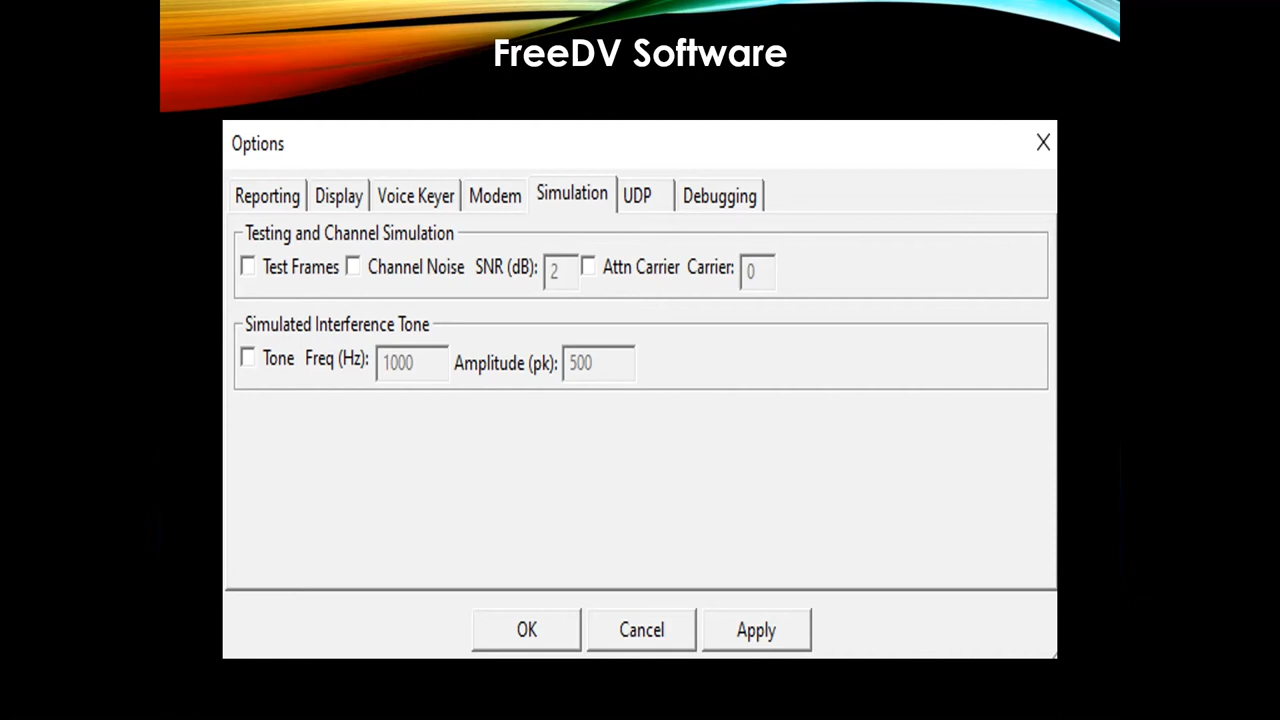 FreeDV Software
Options X
Reporting Display Voice Keyer Modem Simulation UDP Debugging
Testing and Channel Simulation
Test Frames Channel Noise SNR (dB): 2 Attn Carrier Carrier: 0
Simulated Interference Tone
Tone Freq (Hz): 1000 Amplitude (pk): 500
OK Cancel Apply